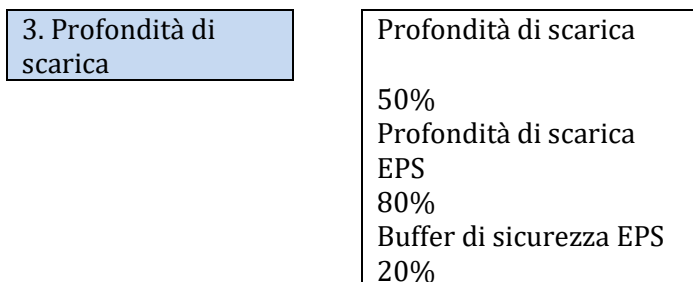 3. Profondità di
scarica
Profondità di scarica
50%
Profondità di scarica
EPS
80%
Buffer di sicurezza EPS
20%